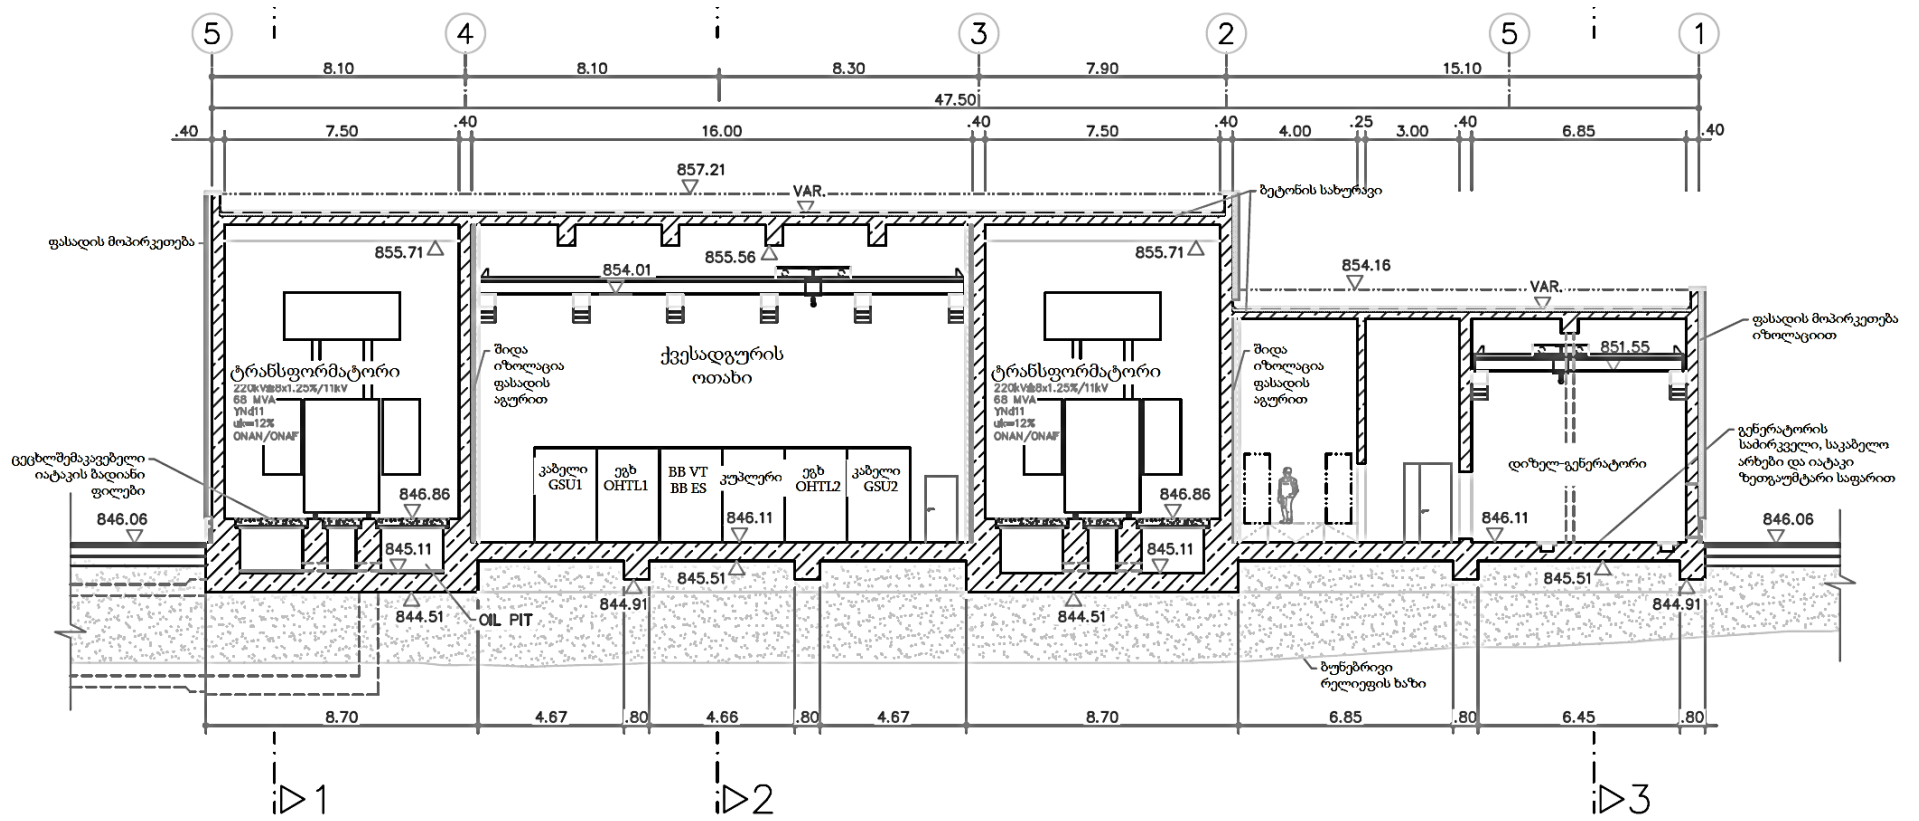 5 4 3 2 5 1
8.10 8.10 8.30 7.90 15.10
47.50
.40 7.50 .40 16.00 .40 7.50 .40 4.00 .25 3.00 .40 6.85 .40
857.21
VAR.
ბეტონის სახურავი
ფასადის მოპირკეთება
855.71
855.56
854.01
855.71
854.16
VAR.
ფასადის მოპირკეთება
იზოლაციით
851.55
ტრანსფორმატორი
220kV±8x1.25%/11kV
68 MVA
YNd11
uk=12%
ONAN/ONAF
შიდა
იზოლაცია
ფასადის
აგურით
ქვესადგურის
ოთახი
ტრანსფორმატორი
220kV±8x1.25%/11kV
68 MVA
YNd11
uk=12%
ONAN/ONAF
შიდა
იზოლაცია
ფასადის
აგურით
გენერატორის
საძირკველი, საკაბელო
არხები და იატაკი
ზეთგაუმტარი საფარით
დიზელ-გენერატორი
ცეცხლშემაკავებელი
იატაკის ბადიანი
ფილები
კაბელი
GSU1
ეგხ
OHTL1
BB VT
BB ES
კუპლერი
ეგხ
OHTL2
კაბელი
GSU2
846.06
846.86
846.11
846.86
846.11
846.06
845.11
845.51
845.11
845.51
844.51
OIL PIT
844.91
844.51
844.91
ბუნებრივი
რელიეფის ხაზი
8.70 4.67 .80 4.66 .80 4.67 8.70 6.85 .80 6.45 .80
1 2 3